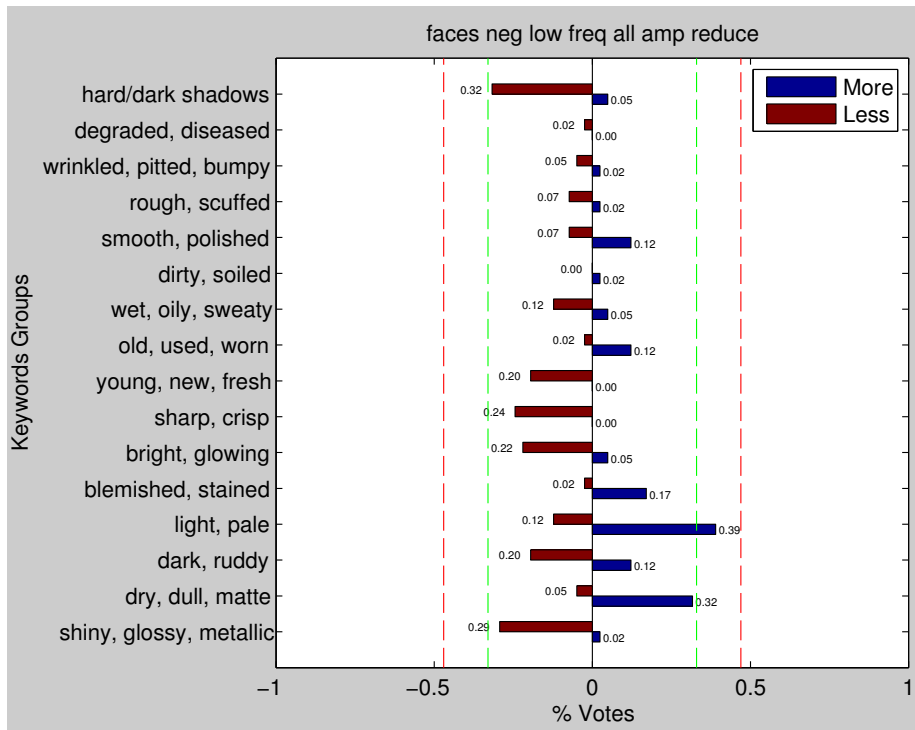 faces neg low freq all amp reduce
More
Less
hard/dark shadows 0.32 0.05
degraded, diseased 0.02 0.00
wrinkled, pitted, bumpy 0.05 0.02
rough, scuffed 0.07 0.02
smooth, polished 0.07 0.12
dirty, soiled 0.00 0.02
wet, oily, sweaty 0.12 0.05
old, used, worn 0.02 0.12
young, new, fresh 0.20 0.00
sharp, crisp 0.24 0.00
bright, glowing 0.22 0.05
blemished, stained 0.02 0.17
light, pale 0.12 0.39
dark, ruddy 0.20 0.12
dry, dull, matte 0.05 0.32
shiny, glossy, metallic 0.29 0.02
Keywords Groups
−1 −0.5 0 0.5 1
% Votes